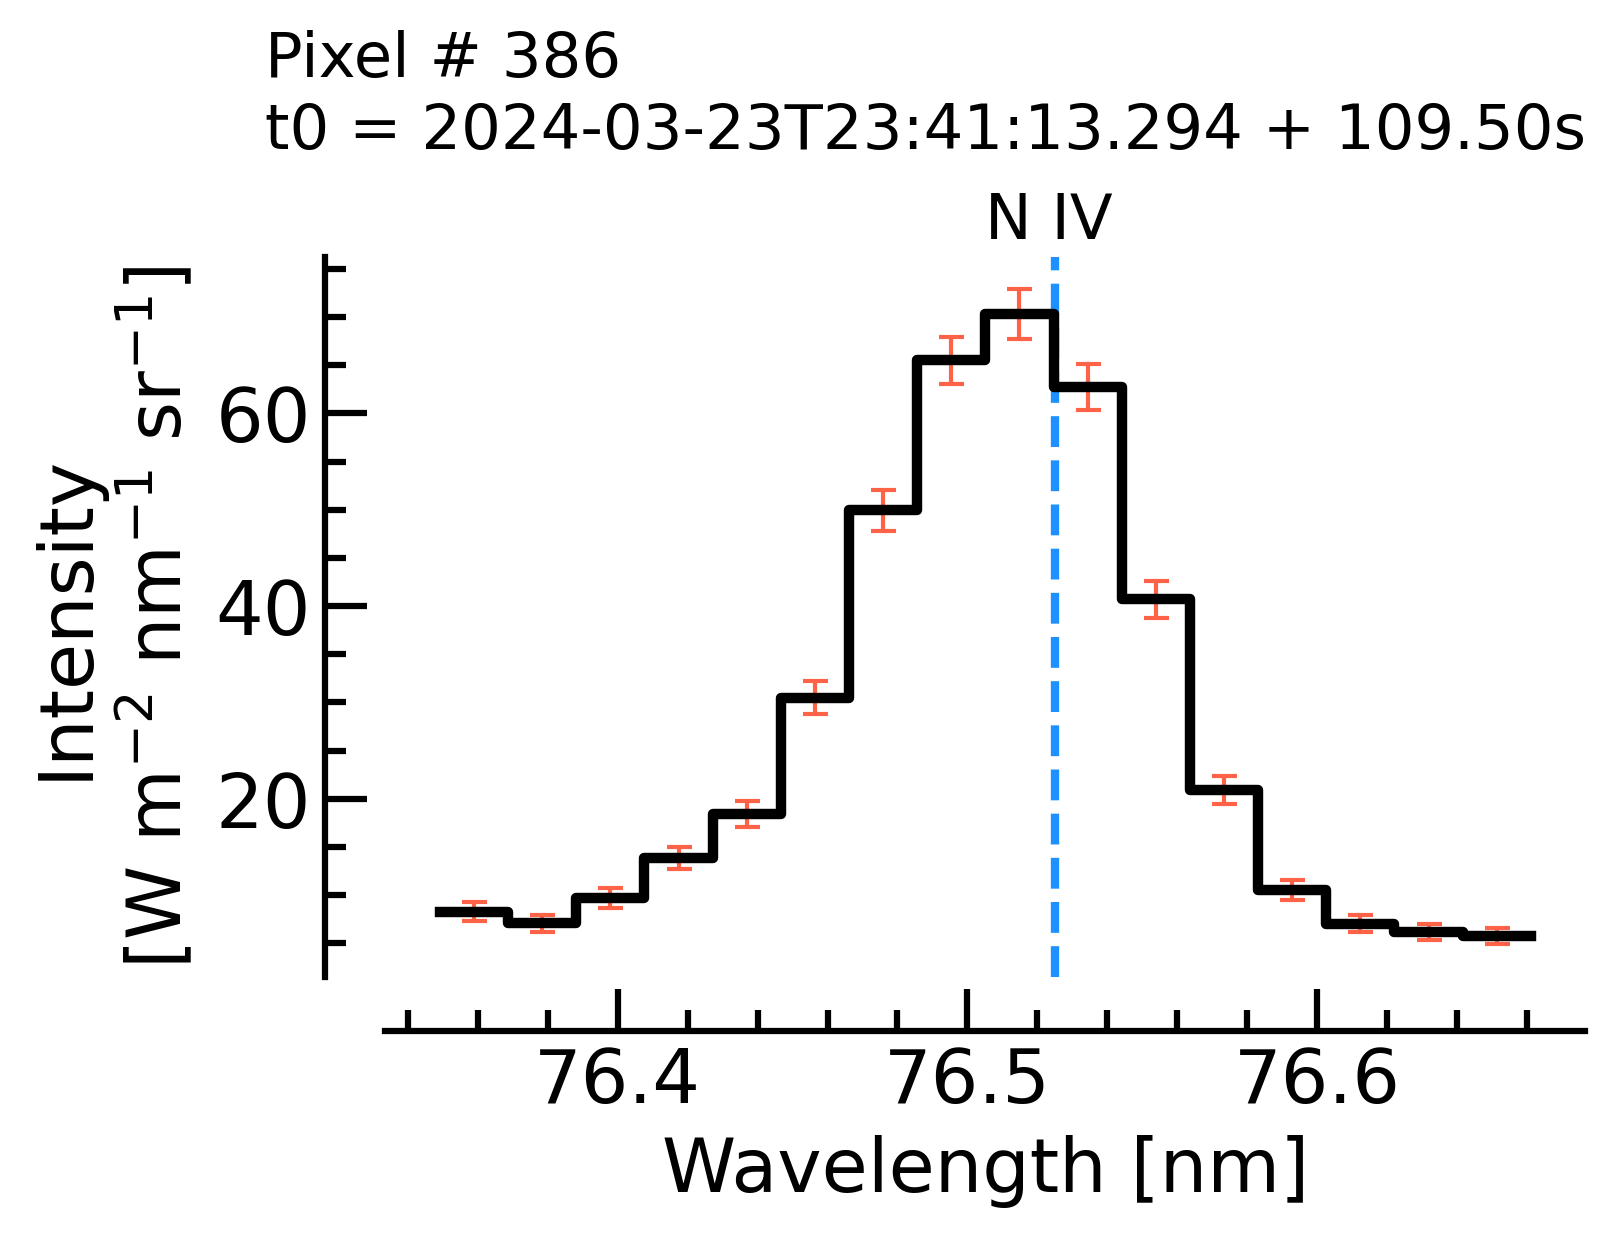 Pixel # 386
t0 = 2024-03-23T23:41:13.294 + 109.50s
N IV
Intensity
[W m⁻² nm⁻¹ sr⁻¹]
60
40
20
76.4 76.5 76.6
Wavelength [nm]